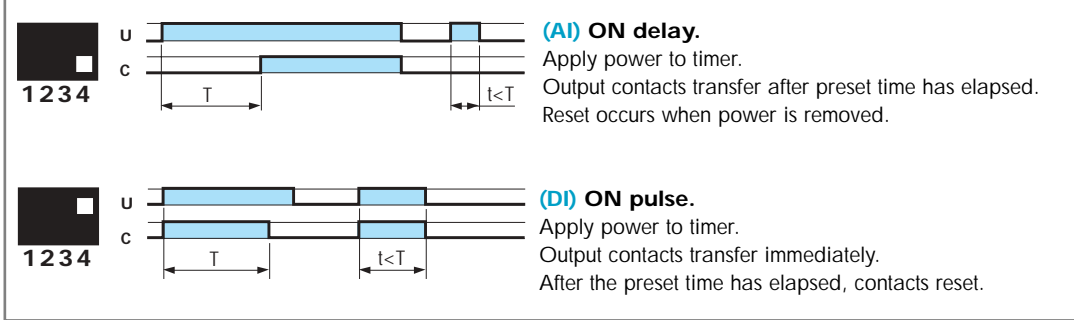 U
(AI) ON delay.
C
Apply power to timer.
1234
T
t<T
Output contacts transfer after preset time has elapsed.
Reset occurs when power is removed.
U
(DI) ON pulse.
C
Apply power to timer.
1234
T
t<T
Output contacts transfer immediately.
After the preset time has elapsed, contacts reset.